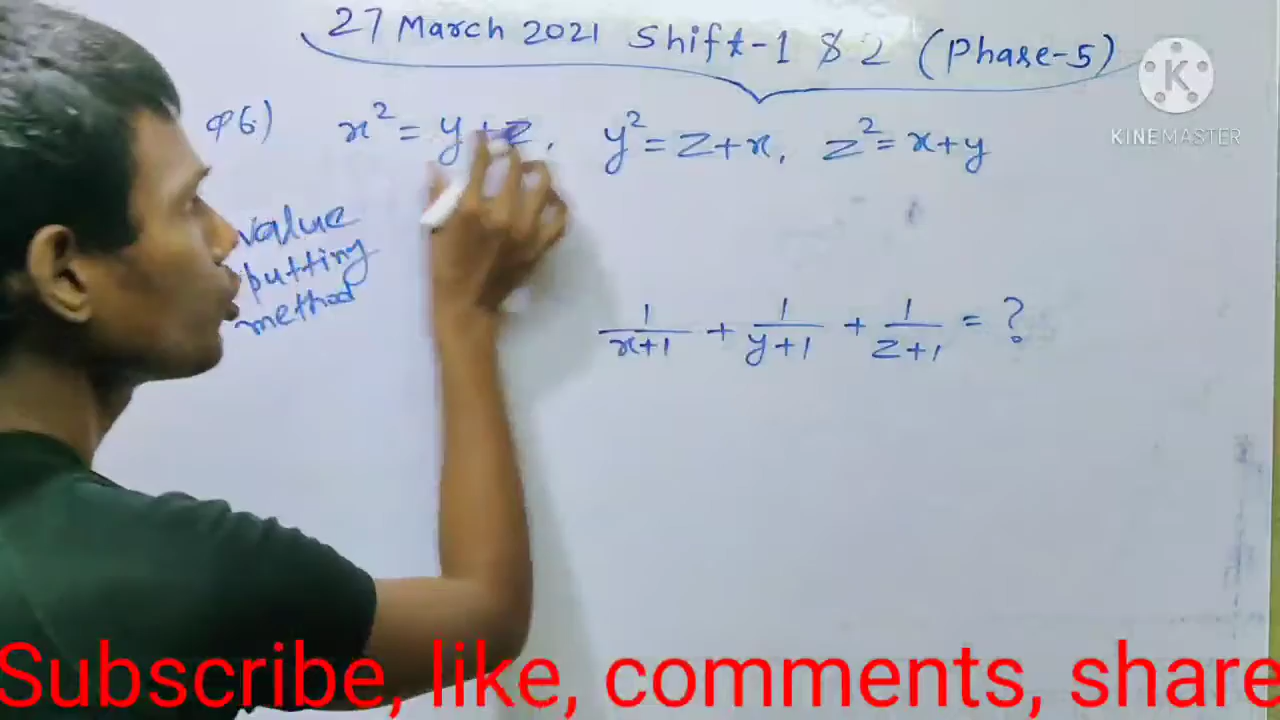 27 March 2021 Shift-1 & 2 (Phase-5)
KINEMASTER
Q6.) x² = y+z, y² = z+x, z² = x+y
value
putting
method
1/(x+1) + 1/(y+1) + 1/(z+1) = ?
Subscribe, like, comments, share